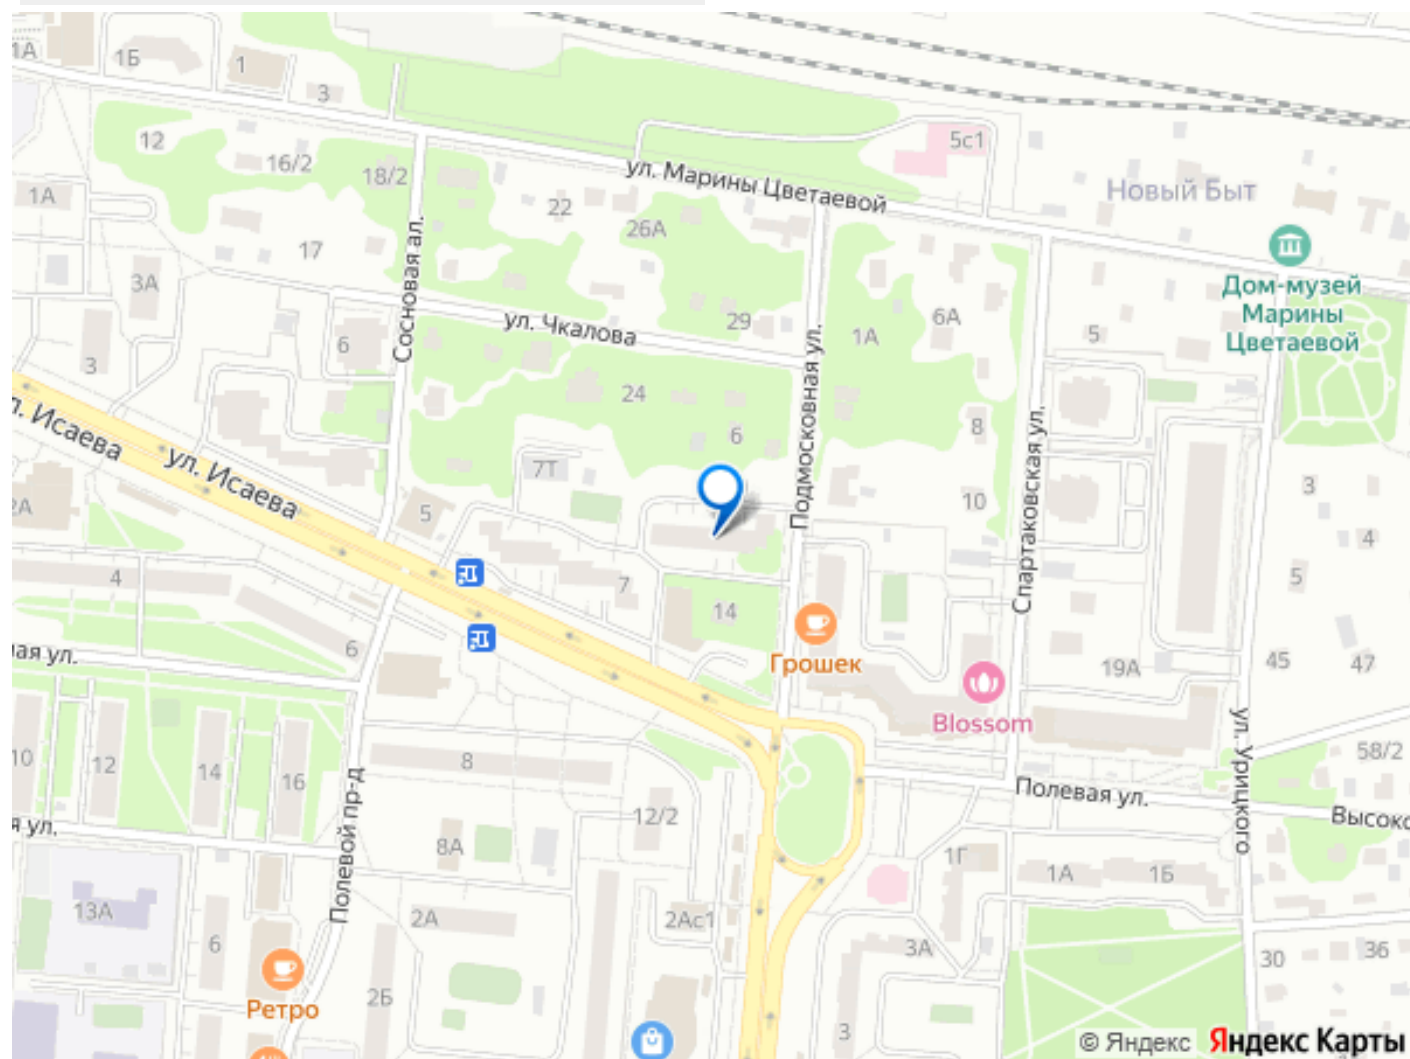 1А
1Б
1
3
12
16/2
18/2
5с1
ул. Марины Цветаевой
Новый Быт
1А
22
26А
17
Сосновая ал.
3А
Дом-музей
Марины
Цветаевой
ул. Чкалова
29
6А
1А
5
6
3
Подмосковная ул.
24
6
8
Спартаковская ул.
л. Исаева
ул. Исаева
7Т
10
3
2А
5
4
4
7
14
5
6
Грошек
ая ул.
19А
45
47
Blossom
ул. Урицкого
10
12
14
16
8
58/2
Полевая ул.
Высоко
я ул.
Полевой пр-д
12/2
8А
1Г
1А
1Б
13А
2А
2Ас1
6
3А
30
36
Ретро
2Б
3
© Яндекс
Яндекс Карты